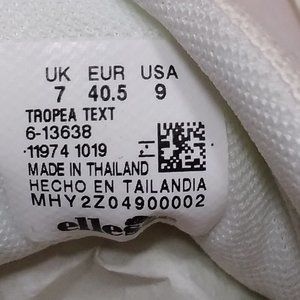 UK EUR USA
7 40.5 9
TROPEA TEXT
6-13638
11974 1019
MADE IN THAILAND
HECHO EN TAILANDIA
MHY2Z04900002